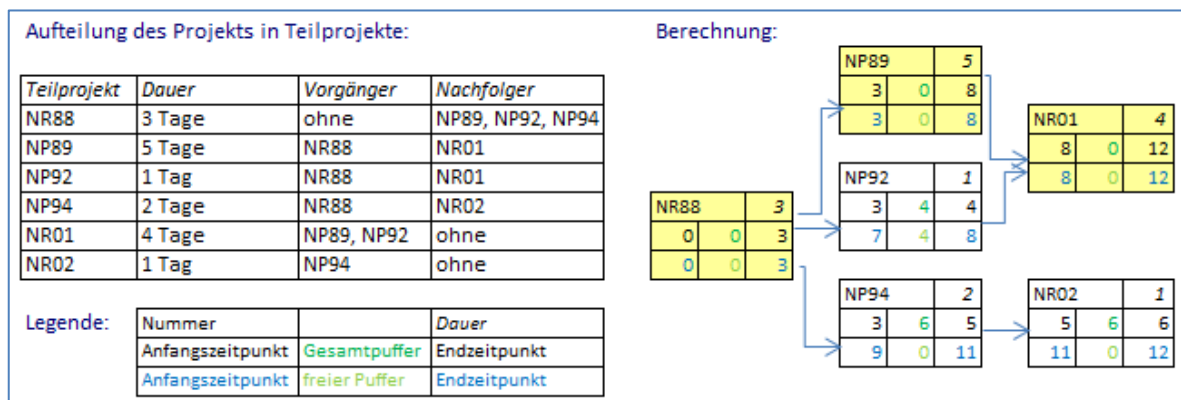 Aufteilung des Projekts in Teilprojekte:
Teilprojekt Dauer Vorgänger Nachfolger
NR88 3 Tage ohne NP89, NP92, NP94
NP89 5 Tage NR88 NR01
NP92 1 Tag NR88 NR01
NP94 2 Tage NR88 NR02
NR01 4 Tage NP89, NP92 ohne
NR02 1 Tag NP94 ohne
Legende:
Nummer Dauer
Anfangszeitpunkt Gesamtpuffer Endzeitpunkt
Anfangszeitpunkt freier Puffer Endzeitpunkt
Berechnung:
NR88 3
0 0 3
0 0 3
NP89 5
3 0 8
3 0 8
NP92 1
3 4 4
7 4 8
NP94 2
3 6 5
9 0 11
NR01 4
8 0 12
8 0 12
NR02 1
5 6 6
11 0 12